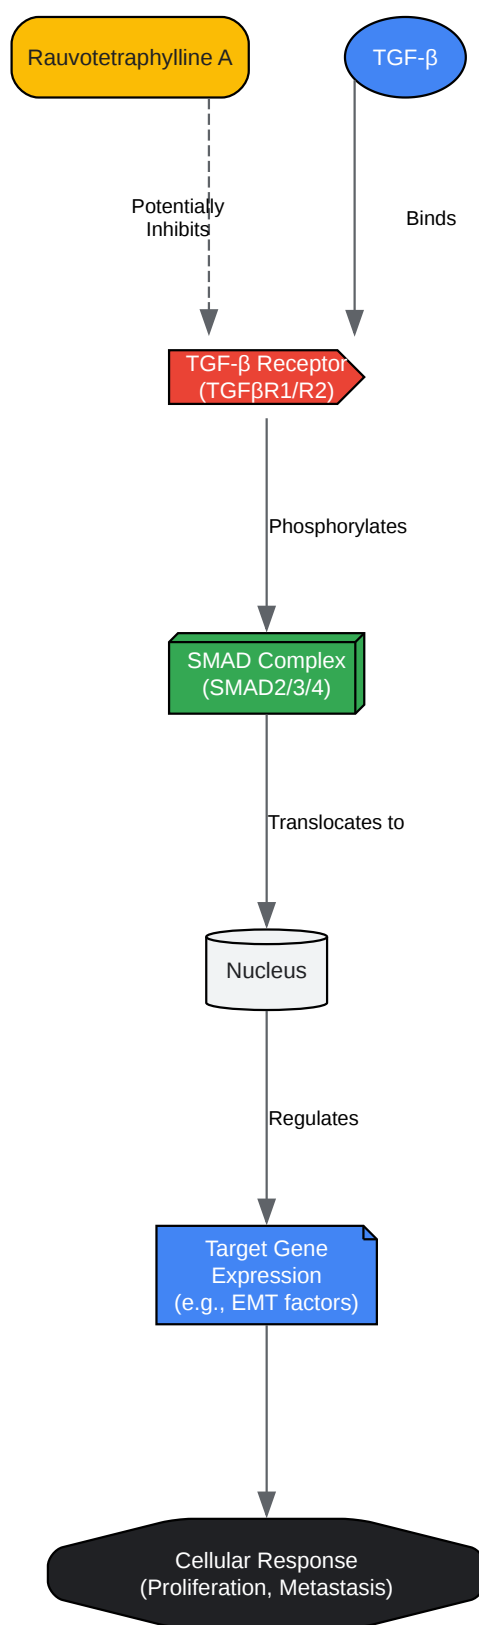 Rauvotetraphylline A
TGF-β
Potentially
Inhibits
Binds
TGF-β Receptor
(TGFβR1/R2)
Phosphorylates
SMAD Complex
(SMAD2/3/4)
Translocates to
Nucleus
Regulates
Target Gene
Expression
(e.g., EMT factors)
Cellular Response
(Proliferation, Metastasis)